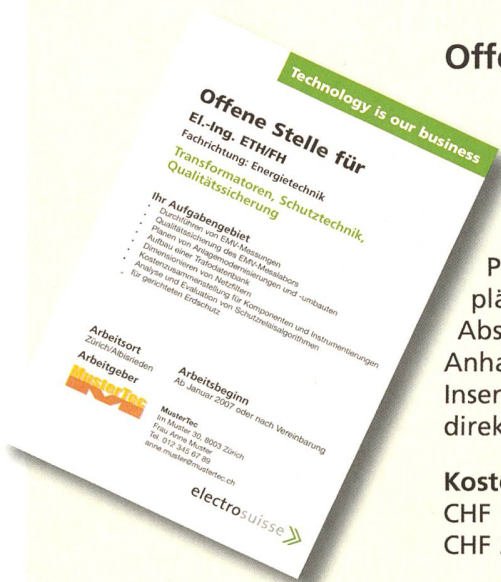 Technology is our business
Offene Stelle für
El.-Ing. ETH/FH
Fachrichtung: Energietechnik
Transformatoren, Schutztechnik,
Qualitätssicherung
Ihr Aufgabengebiet
· Durchführen von EMV-Messungen
· Qualitätssicherung des EMV-Messlabors
· Planen von Anlagemodernisierungen und -umbauten
· Aufbau einer Trafodatenbank
· Dimensionieren von Netzfiltern
· Kostenzusammenstellung für Komponenten und Instrumentierungen
· Analyse und Evaluation von Schutzrelaisalgorithmen
für gerichteten Erdschutz
Arbeitsort
Zürich/Albisrieden
Arbeitgeber
MusterTec
Arbeitsbeginn
Ab Januar 2007 oder nach Vereinbarung
MusterTec
Im Muster 30, 8003 Zürich
Frau Anne Muster
Tel. 012 345 67 89
anne.muster@mustertec.ch
electrosuisse
Offe
P
plä
Abs
Anha
Inser
direk
Koste
CHF
CHF